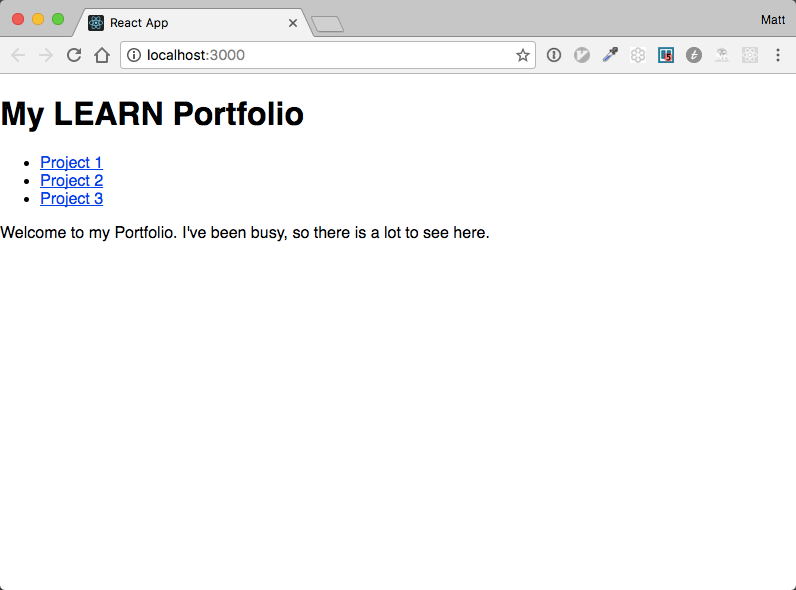 React App
Matt
localhost:3000
My LEARN Portfolio
Project 1
Project 2
Project 3
Welcome to my Portfolio. I've been busy, so there is a lot to see here.